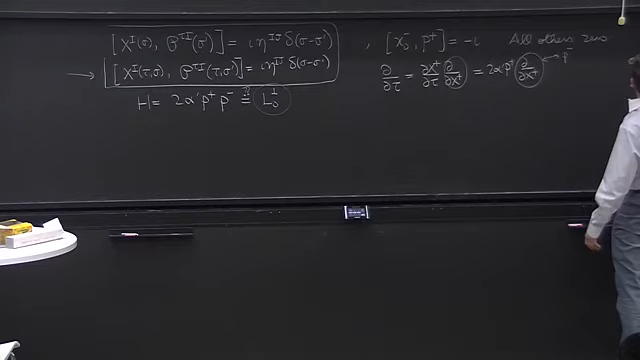 [X^I(σ), 𝒫^{τJ}(σ')] = iη^{IJ} δ(σ-σ') , [x_0^-, p^+] = -i All others zero
→ [X^I(τ,σ), 𝒫^{τJ}(τ,σ')] = iη^{IJ} δ(σ-σ')
∂/∂τ = ∂X^+/∂τ ∂/∂X^+ = 2α'p^+ ∂/∂X^+ ↔ p^-
H = 2α'p^+p^- ≟ L_0^⊥